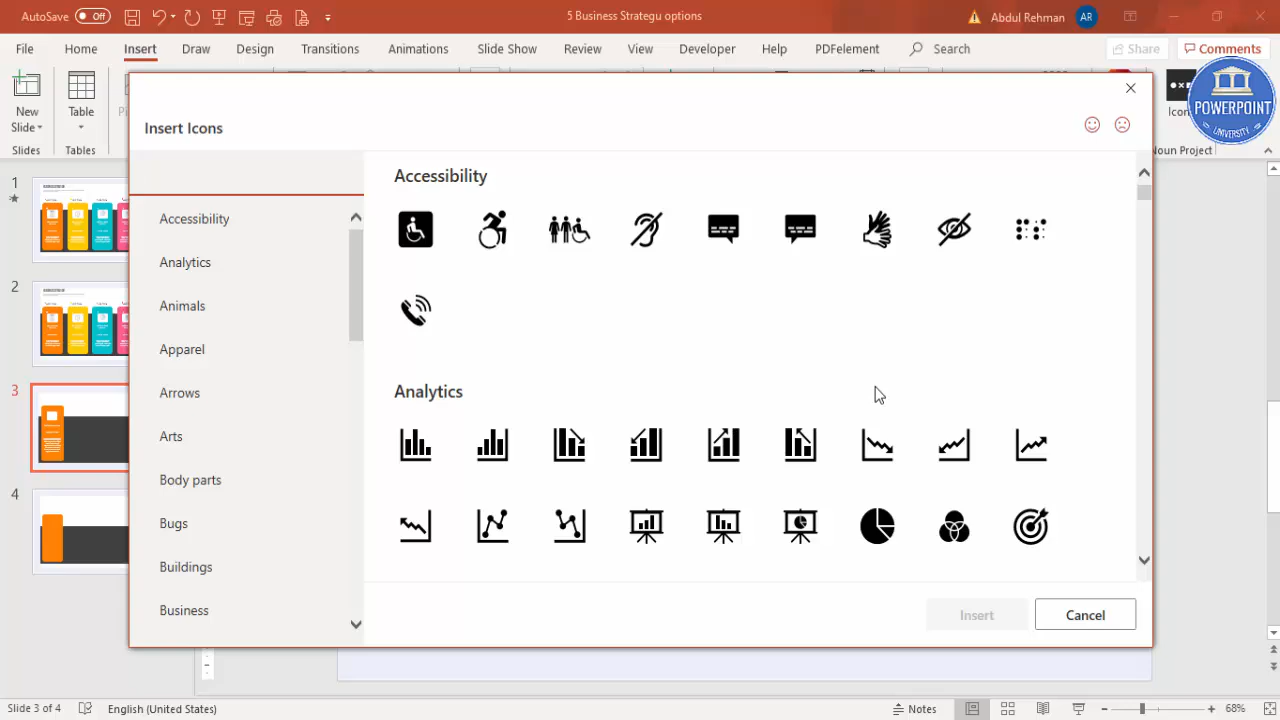 AutoSave Off 5 Business Strategu options Abdul Rehman AR
File Home Insert Draw Design Transitions Animations Slide Show Review View Developer Help PDFelement Search Share Comments
New Slide
Table
Slides Tables Noun Project
POWERPOINT
UNIVERSITY
Insert Icons
Accessibility
Analytics
Animals
Apparel
Arrows
Arts
Body parts
Bugs
Buildings
Business
Accessibility
Analytics
Insert Cancel
1
2
3
4
Slide 3 of 4 English (United States) Notes 68%